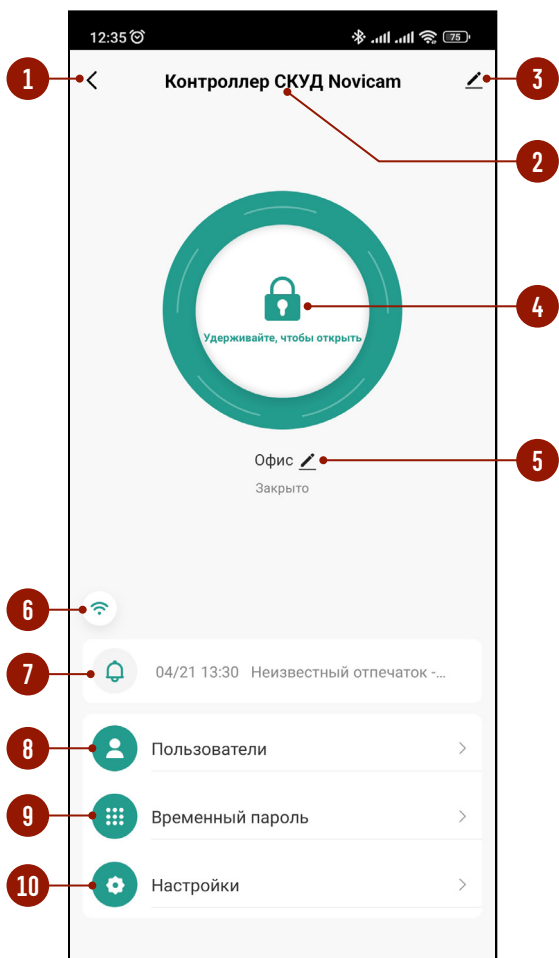 12:35 75
1 Контроллер СКУД Novicam 3
2
4
Удерживайте, чтобы открыть
Офис 5
Закрыто
6
7 04/21 13:30 Неизвестный отпечаток -...
8 Пользователи
9 Временный пароль
10 Настройки